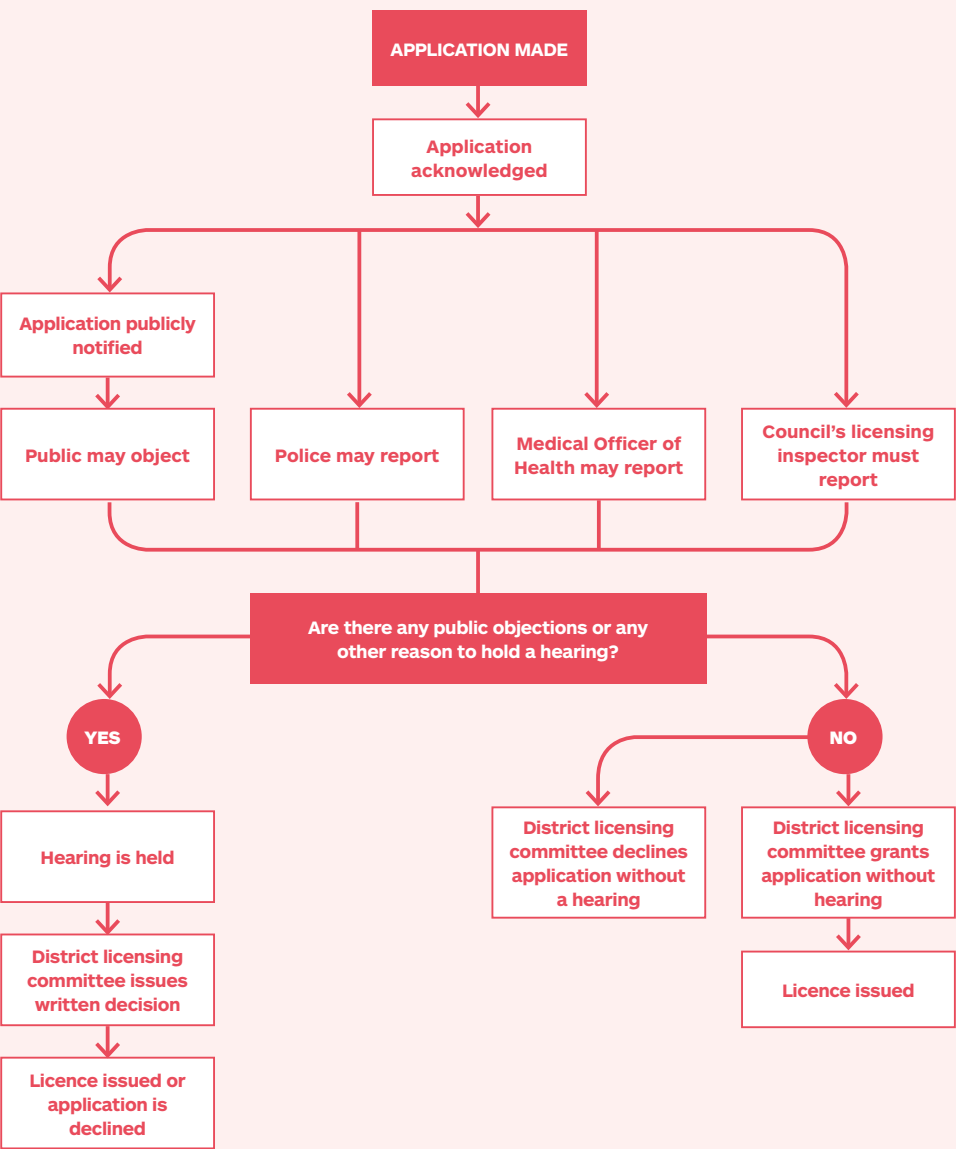 APPLICATION MADE
Application
acknowledged
Application publicly
notified
Public may object
Police may report
Medical Officer of
Health may report
Council’s licensing
inspector must
report
Are there any public objections or any
other reason to hold a hearing?
YES
NO
Hearing is held
District licensing
committee issues
written decision
Licence issued or
application is
declined
District licensing
committee declines
application without
a hearing
District licensing
committee grants
application without
hearing
Licence issued